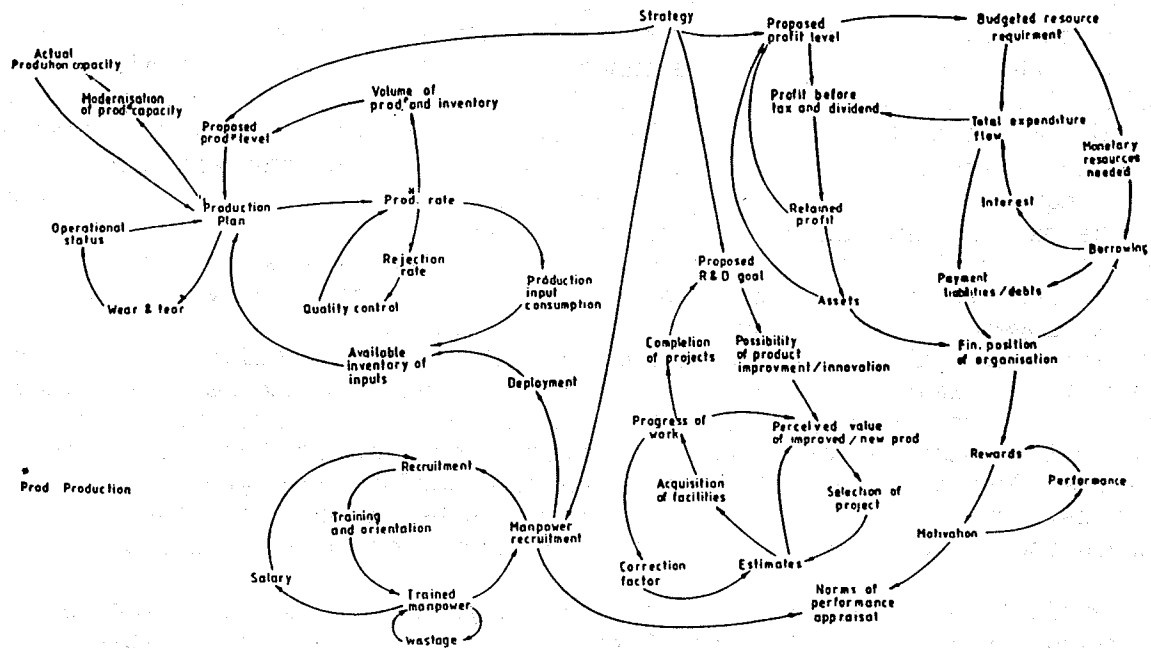 Strategy
Proposed
profit level
Budgeted resource
requirment
Actual
Produhon capacity
Modernisation
of prodn capacity
Volume of
prodn and inventory
Proposed
prodn level
Profit before
tax and dividend
Total expenditure
flow
Monetary
resources
needed
Production
Plan
Prod. rate
*
Operational
status
Retained
profit
Interest
Borrowing
Rejection
rate
Proposed
R&D goal
Production
input
consumption
Payment
liabilities/debts
Wear & tear
Quality control
Assets
Available
inventory of
inputs
Completion
of projects
Possibility
of product
improvment/innovation
Fin. position
of organisation
Deployment
Progress of
work
Perceived value
of improved/new prod
Rewards
Performance
*
Prod Production
Recruitment
Acquisition
of facilities
Selection of
project
Training
and orientation
Manpower
recruitment
Motivation
Salary
Correction
factor
Estimates
Trained
manpower
Norms of
performance
appraisal
Wastage